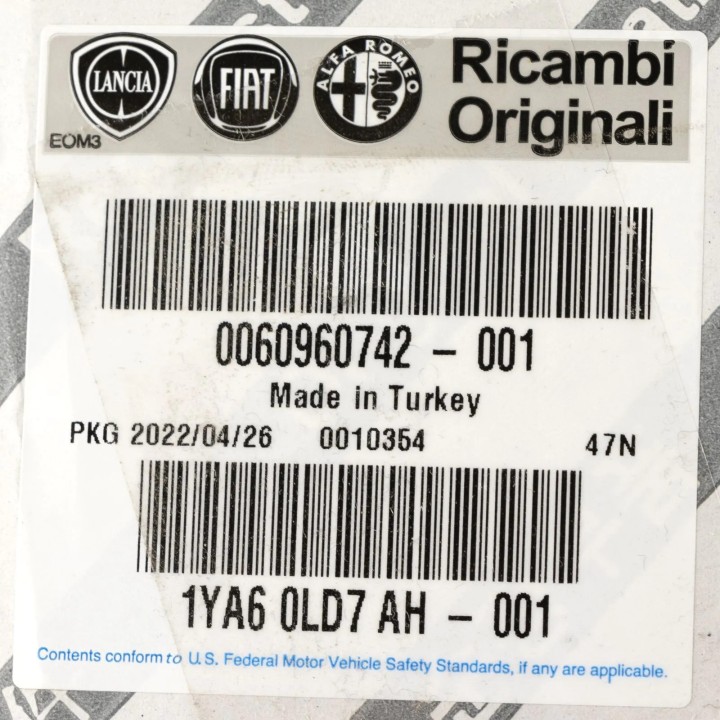 LANCIA
FIAT
ALFA ROMEO
Ricambi
Originali
EOM3
0060960742 - 001
Made in Turkey
PKG 2022/04/26 0010354 47N
1YA6 0LD7 AH - 001
Contents conform to U.S. Federal Motor Vehicle Safety Standards, if any are applicable.